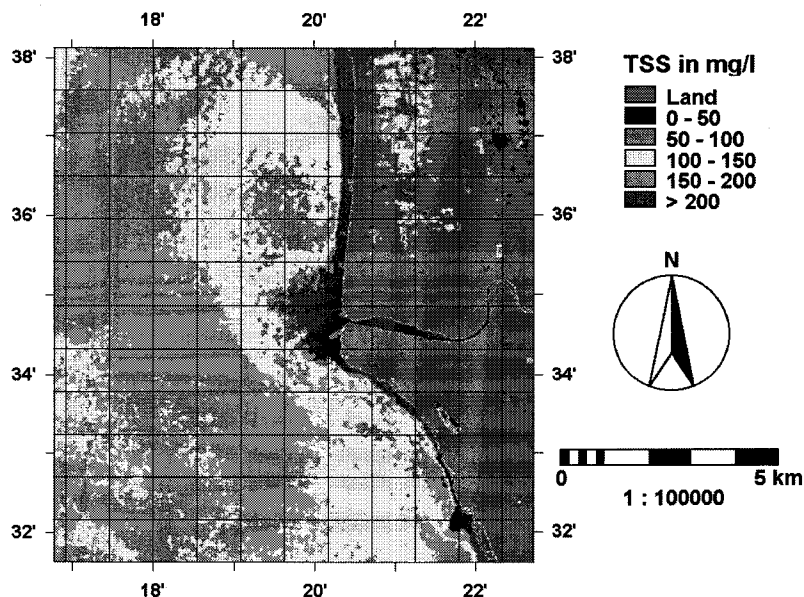 18' 20' 22'
38' 38'
36' 36'
34' 34'
32' 32'
18' 20' 22'
TSS in mg/l
Land
0 - 50
50 - 100
100 - 150
150 - 200
> 200
N
0 5 km
1 : 100000